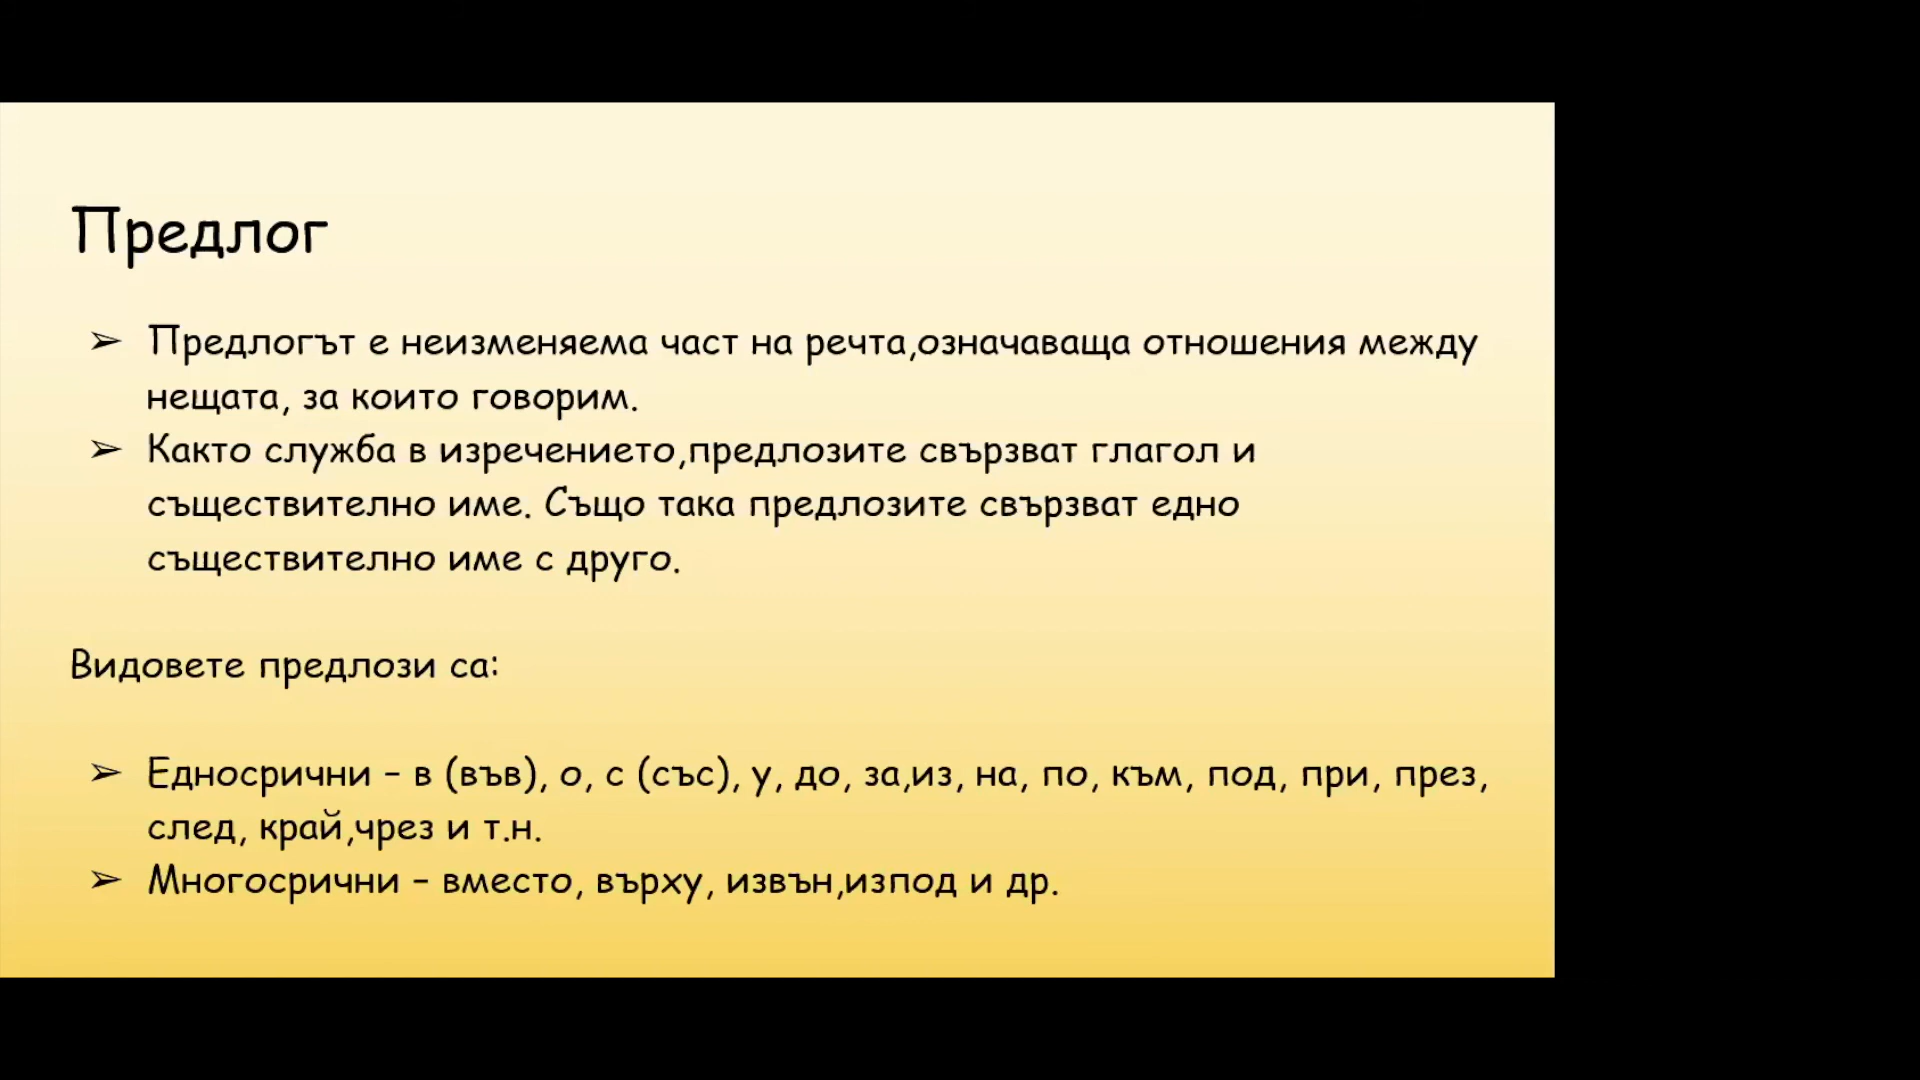 Предлог
➢ Предлогът е неизменяема част на речта,означаваща отношения между
нещата, за които говорим.
➢ Както служба в изречението,предлозите свързват глагол и
съществително име. Също така предлозите свързват едно
съществително име с друго.
Видовете предлози са:
➢ Едносрични – в (във), о, с (със), у, до, за,из, на, по, към, под, при, през,
след, край,чрез и т.н.
➢ Многосрични – вместо, върху, извън,изпод и др.